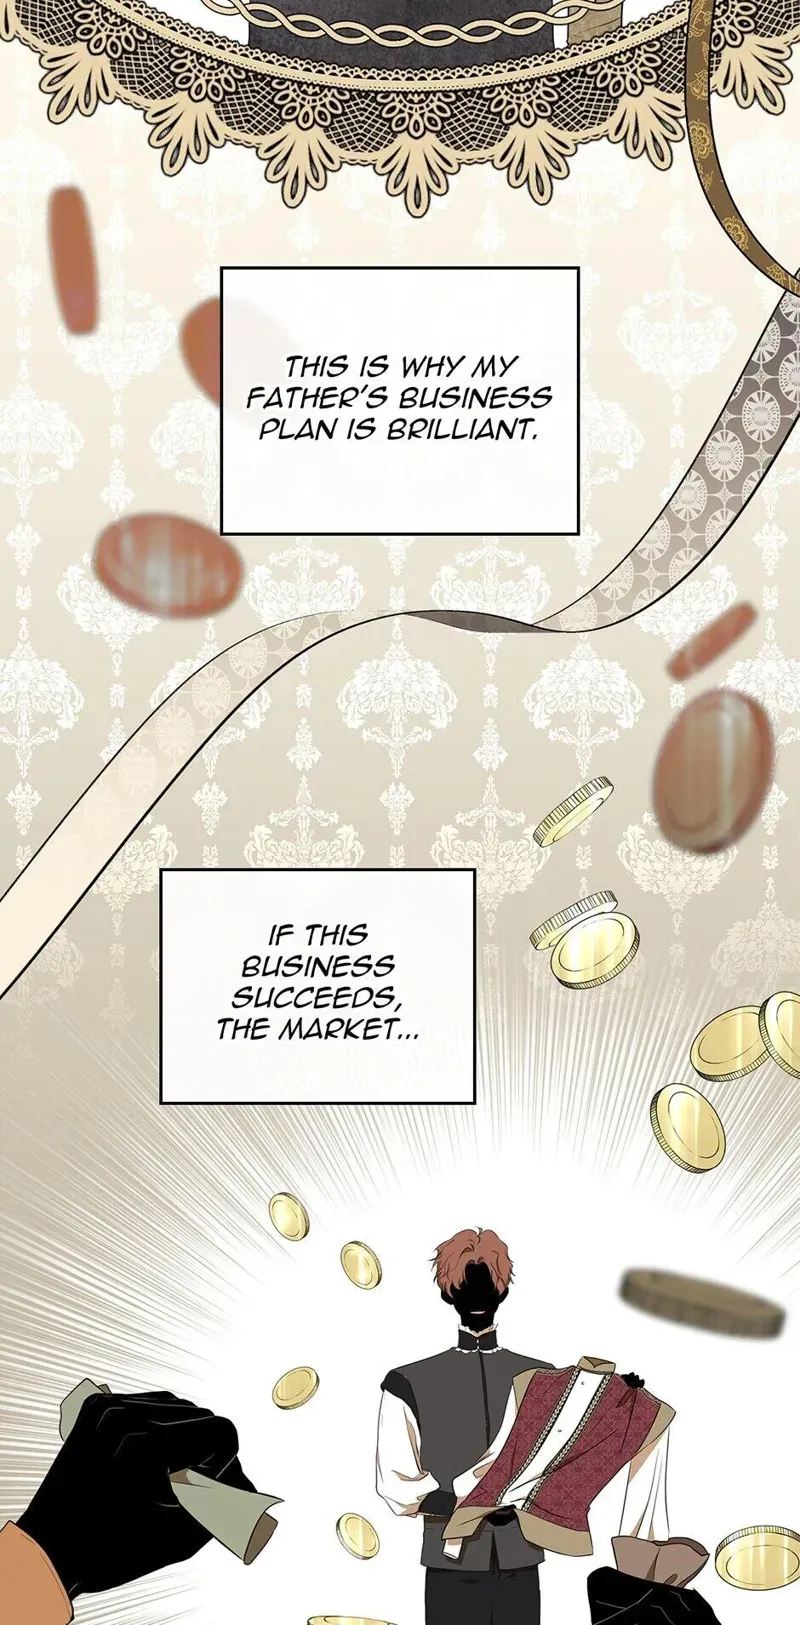 THIS IS WHY MY
FATHER'S BUSINESS
PLAN IS BRILLIANT.
IF THIS
BUSINESS
SUCCEEDS,
THE MARKET...